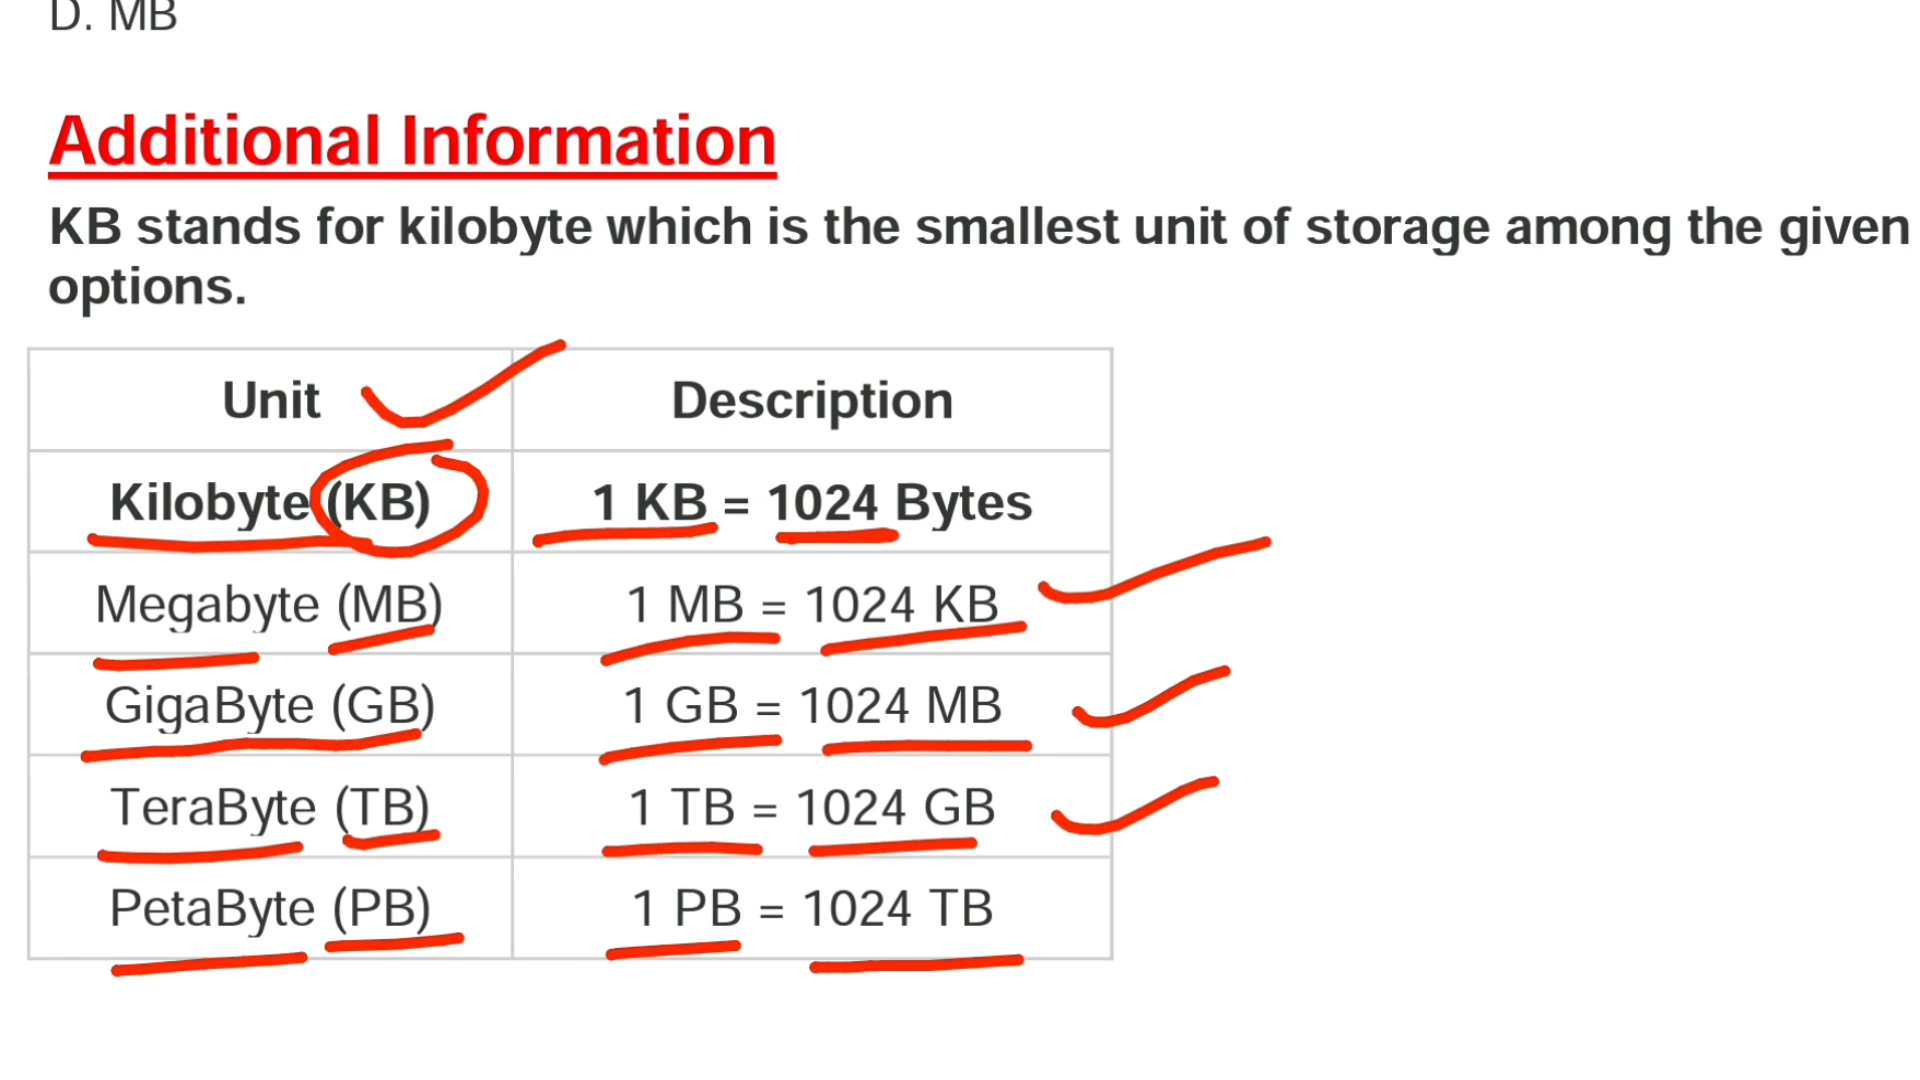 D. MB
Additional Information
KB stands for kilobyte which is the smallest unit of storage among the given
options.
Unit Description
Kilobyte (KB) 1 KB = 1024 Bytes
Megabyte (MB) 1 MB = 1024 KB
GigaByte (GB) 1 GB = 1024 MB
TeraByte (TB) 1 TB = 1024 GB
PetaByte (PB) 1 PB = 1024 TB